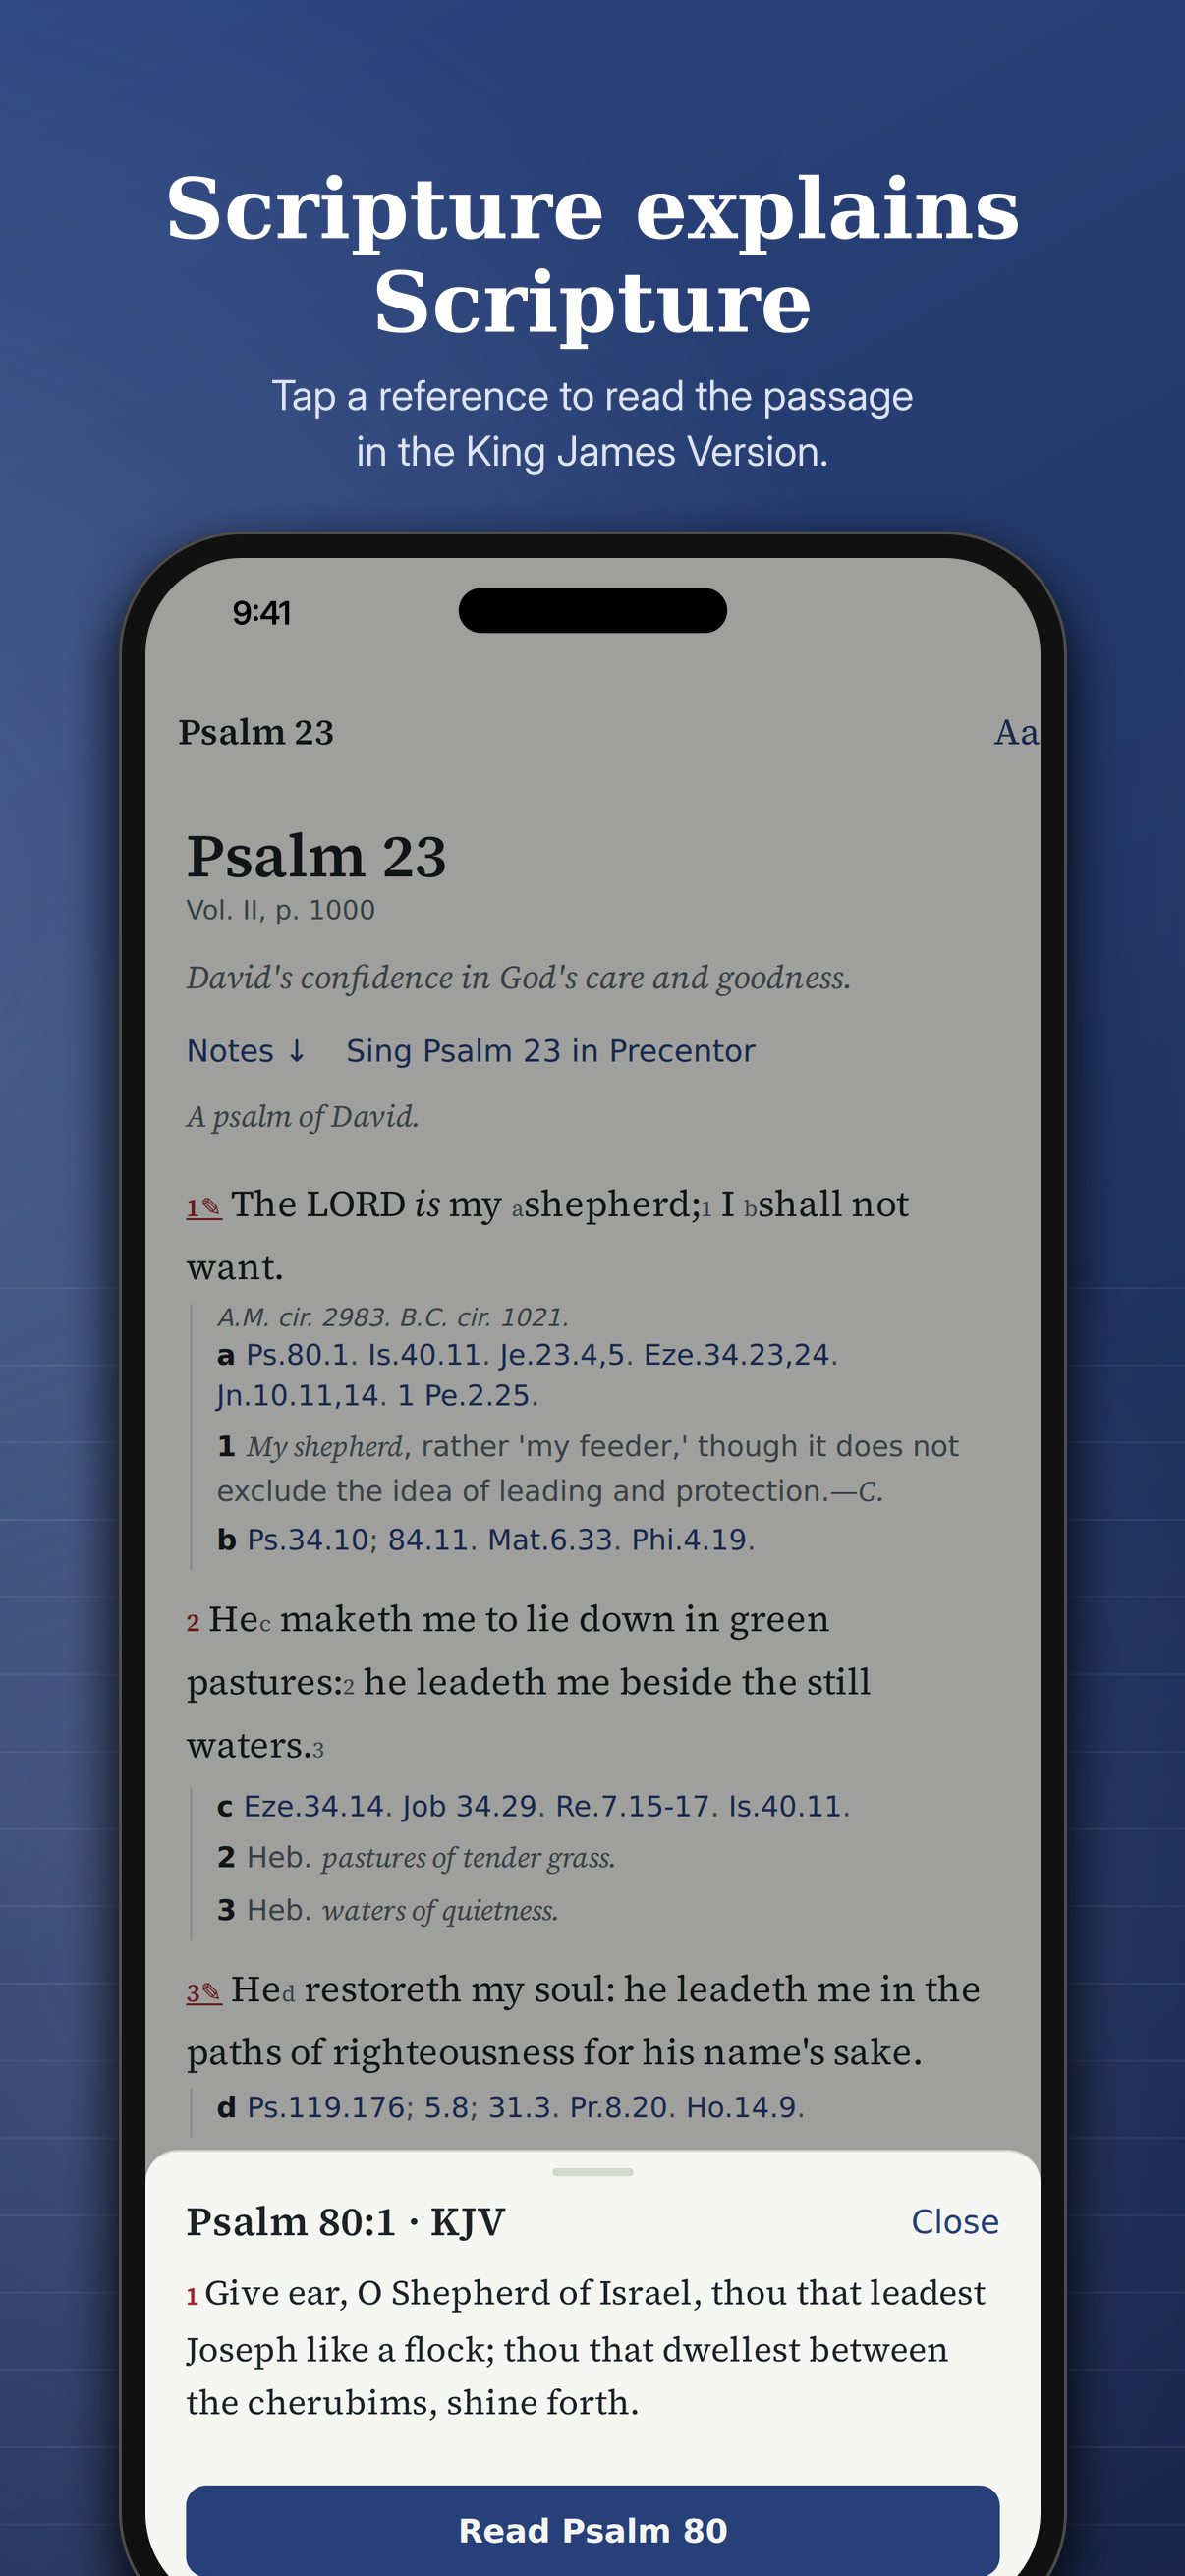 Scripture explains
Scripture
Tap a reference to read the passage
in the King James Version.
9:41
Psalm 23
Aa
Psalm 23
Vol. II, p. 1000
David's confidence in God's care and goodness.
Notes ↓ Sing Psalm 23 in Precentor
A psalm of David.
1✎ The LORD is my ashepherd;1 I bshall not
want.
A.M. cir. 2983. B.C. cir. 1021.
a Ps.80.1. Is.40.11. Je.23.4,5. Eze.34.23,24.
Jn.10.11,14. 1 Pe.2.25.
1 My shepherd, rather 'my feeder,' though it does not
exclude the idea of leading and protection.—C.
b Ps.34.10; 84.11. Mat.6.33. Phi.4.19.
2 Hec maketh me to lie down in green
pastures:2 he leadeth me beside the still
waters.3
c Eze.34.14. Job 34.29. Re.7.15-17. Is.40.11.
2 Heb. pastures of tender grass.
3 Heb. waters of quietness.
3✎ Hed restoreth my soul: he leadeth me in the
paths of righteousness for his name's sake.
d Ps.119.176; 5.8; 31.3. Pr.8.20. Ho.14.9.
Psalm 80:1 · KJV
Close
1 Give ear, O Shepherd of Israel, thou that leadest
Joseph like a flock; thou that dwellest between
the cherubims, shine forth.
Read Psalm 80